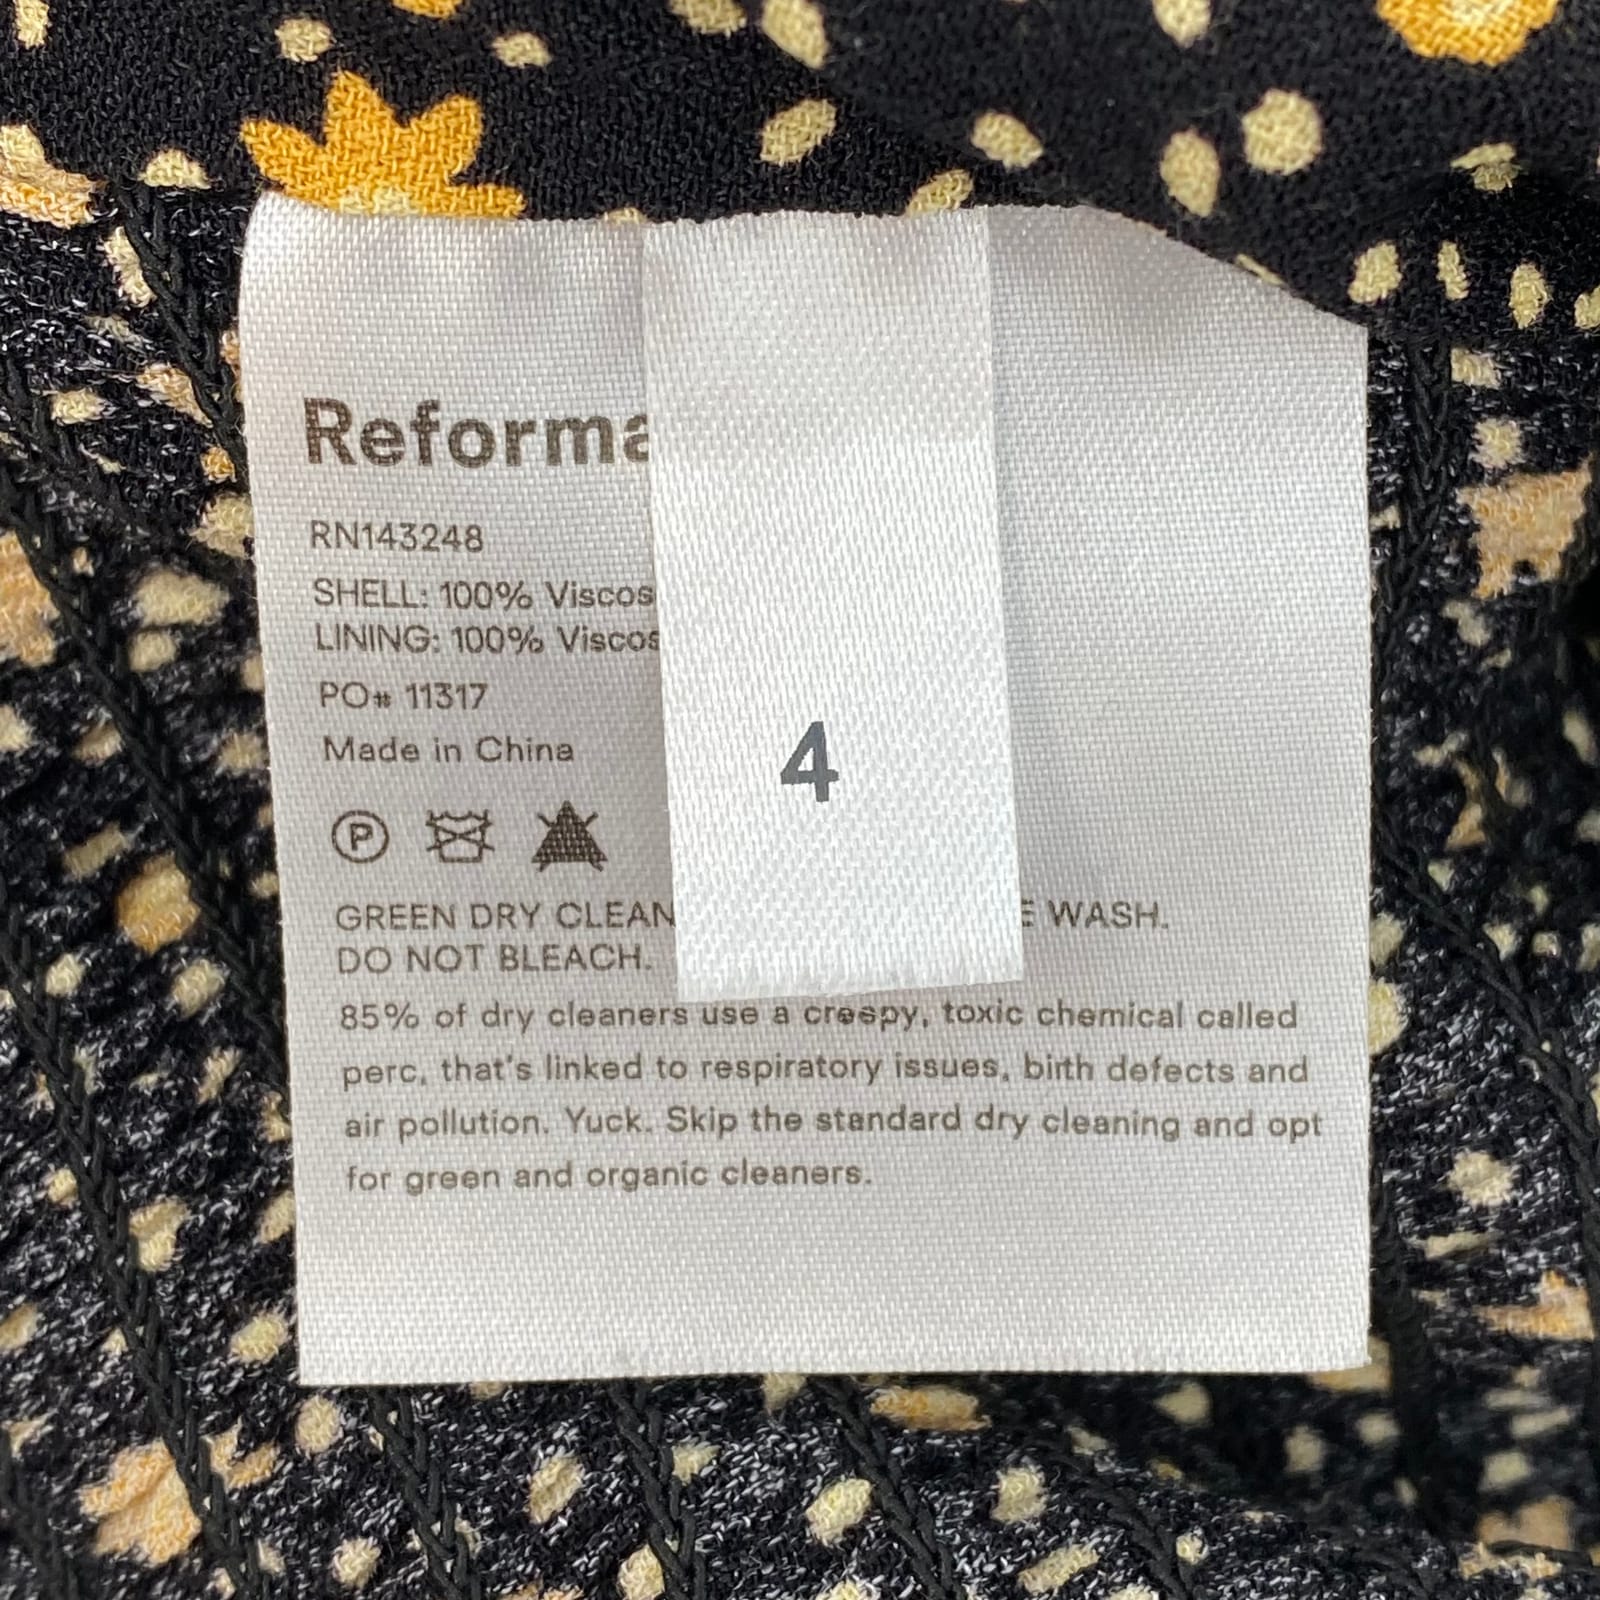 Reforma
RN143248
SHELL: 100% Viscos
LINING: 100% Viscos
PO# 11317
Made in China
4
P
GREEN DRY CLEAN E WASH.
DO NOT BLEACH.
85% of dry cleaners use a creepy, toxic chemical called
perc, that's linked to respiratory issues, birth defects and
air pollution. Yuck. Skip the standard dry cleaning and opt
for green and organic cleaners.